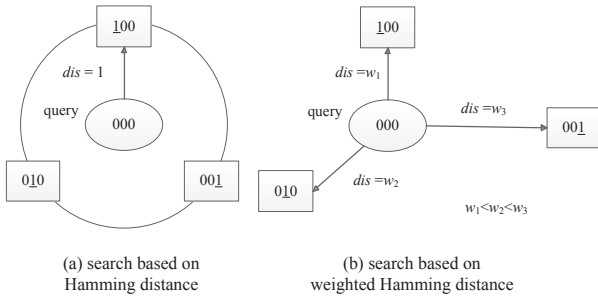 100
dis = 1
query
000
010
001
(a) search based on
Hamming distance
100
dis =w1
query
000
dis =w3
001
dis =w2
010
w1<w2<w3
(b) search based on
weighted Hamming distance